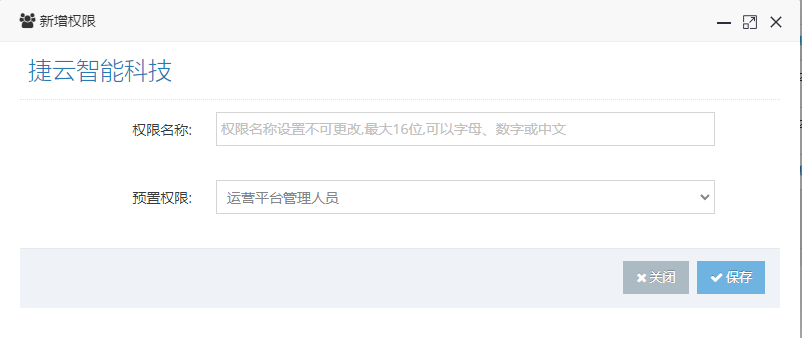 新增权限
捷云智能科技
权限名称:
权限名称设置不可更改,最大16位,可以字母、数字或中文
预置权限:
运营平台管理人员
关闭
保存